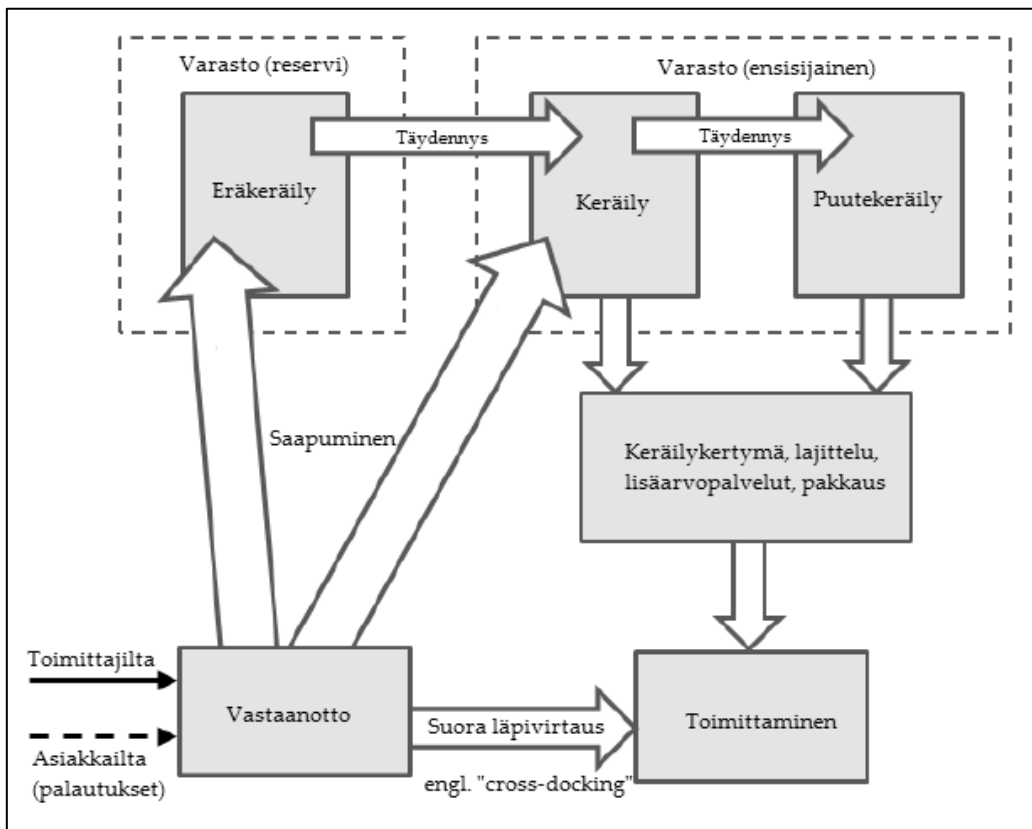 Varasto (reservi)
Varasto (ensisijainen)
Täydennys
Täydennys
Eräkeräily
Keräily
Puutekeräily
Saapuminen
Keräilykertymä, lajittelu,
lisäarvopalvelut, pakkaus
Toimittajilta
Vastaanotto
Suora läpivirtaus
Toimittaminen
Asiakkailta
(palautukset)
engl. "cross-docking"